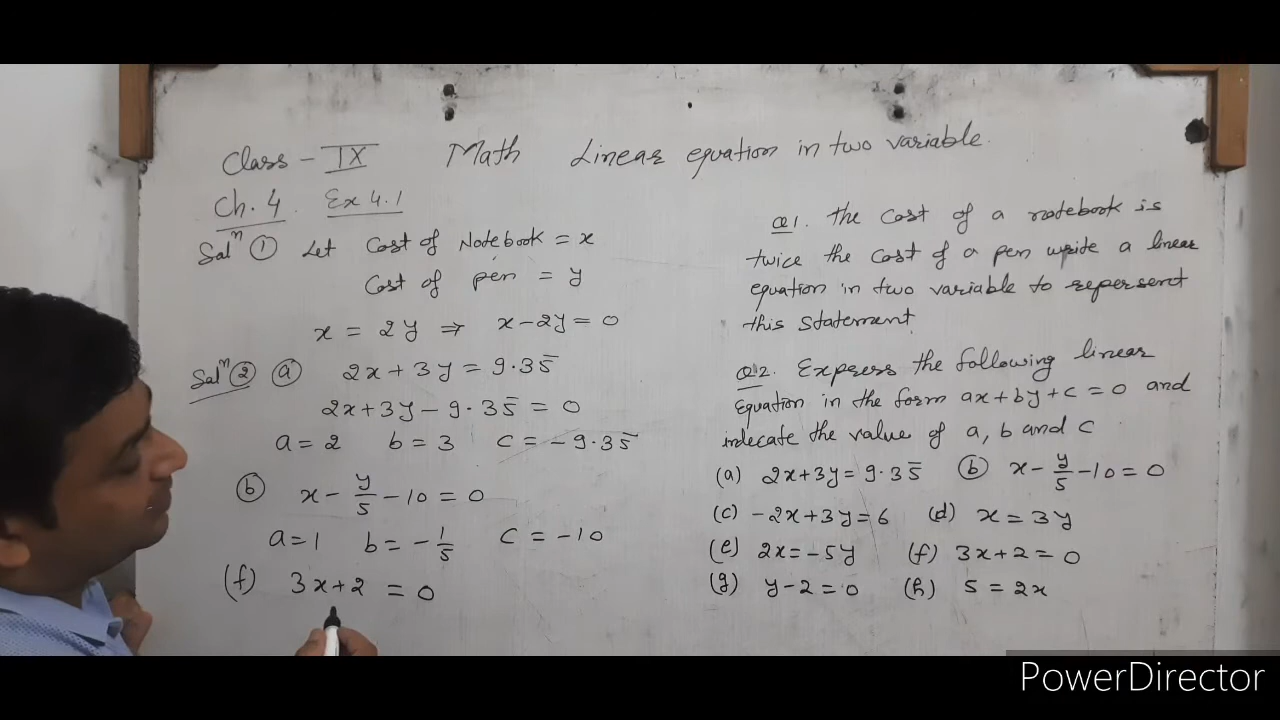 Class - IX Math Linear equation in two variable.
Ch. 4 Ex 4.1
Solⁿ ① Let Cost of Notebook = x
Cost of pen = y
x = 2y ⇒ x - 2y = 0
Solⁿ ② ⓐ 2x + 3y = 9.35̅
2x + 3y - 9.35̅ = 0
a = 2 b = 3 c = - 9.35̅
ⓑ x - y/5 - 10 = 0
a = 1 b = - 1/5 c = - 10
(f) 3x + 2 = 0
Q1. The Cost of a notebook is
twice the cost of a pen write a linear
equation in two variable to repersent
this statement
Q2. Express the following linear
Equation in the form ax + by + c = 0 and
indecate the value of a, b and c
(a) 2x + 3y = 9.35̅ ⓑ x - y/5 - 10 = 0
(c) - 2x + 3y = 6 (d) x = 3y
(e) 2x = - 5y (f) 3x + 2 = 0
(g) y - 2 = 0 (h) 5 = 2x
PowerDirector